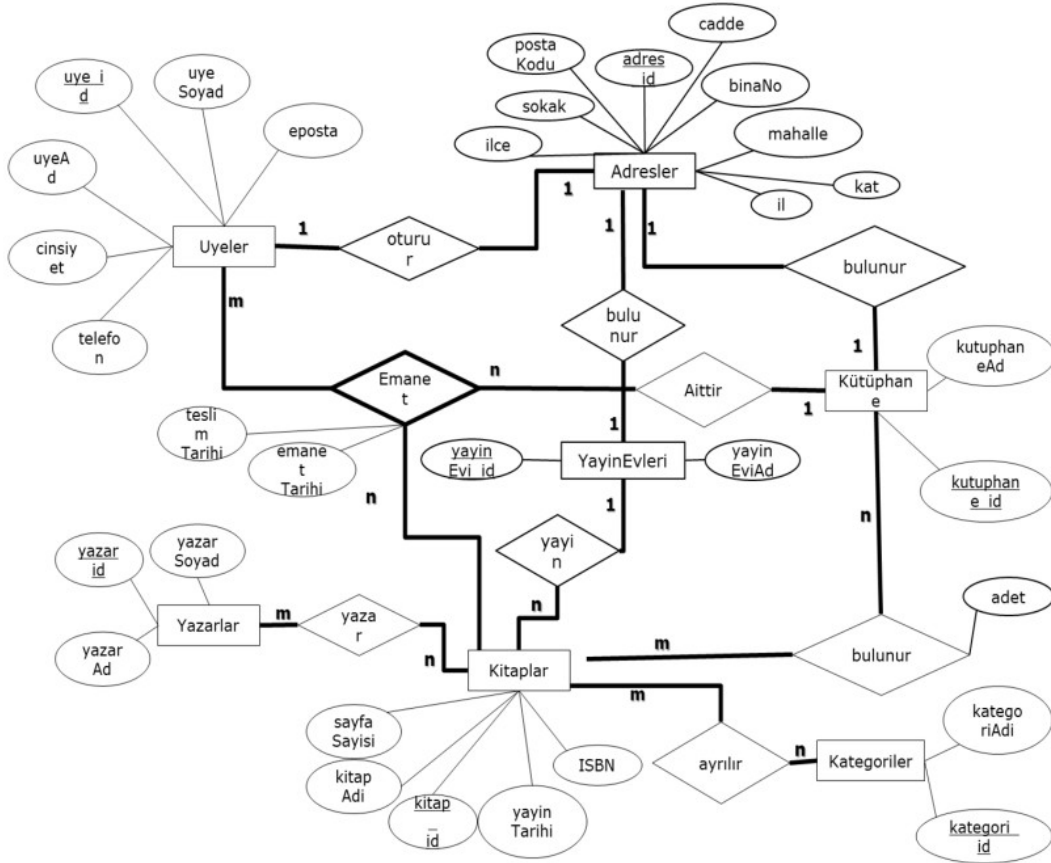 cadde
posta
Kodu
adres
id
uye_i
d
uye
Soyad
binaNo
sokak
eposta
mahalle
ilce
uyeA
d
Adresler
kat
il
1
1
1
1
Uyeler
oturu
r
cinsiy
et
bulunur
m
bulu
nur
telefo
n
1
kutuphan
eAd
Emane
t
n
Aittir
Kütüphan
e
1
teslim
m
Tarihi
emane
t
Tarihi
1
yayin
Evi_id
YayinEvleri
yayin
EviAd
n
1
kutuphan
e_id
n
yazar
Soyad
yazar
id
yayi
n
adet
n
Yazarlar
m
yaza
r
yazar
Ad
n
Kitaplar
m
bulunur
m
sayfa
Sayisi
katego
riAdi
kitap
Adi
ISBN
ayrılır
n
Kategoriler
kitap
_
id
yayin
Tarihi
kategori_
id